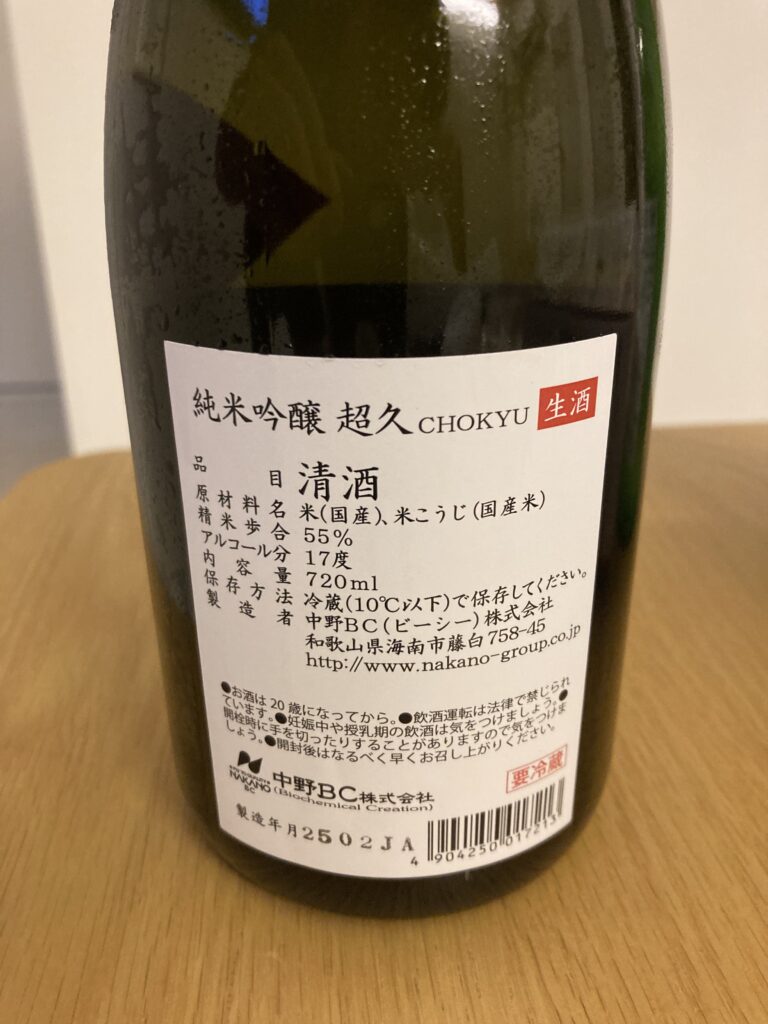 純米吟醸 超久 CHOKYU 生酒
品目 清酒
原材料名 米(国産)、米こうじ(国産米)
精米歩合 55%
アルコール分 17度
内容量 720ml
保存方法 冷蔵(10℃以下)で保存してください。
製造者 中野BC(ビーシー)株式会社
和歌山県海南市藤白758-45
http://www.nakano-group.co.jp
●お酒は20歳になってから。●飲酒運転は法律で禁じられ
ています。●妊娠中や授乳期の飲酒は気をつけましょう。●
開栓時に手を切ったりすることがありますので気をつけま
しょう。●開封後はなるべく早くお召し上がりください。
NAKANO BC 中野BC株式会社
(Biochemical Creation)
要冷蔵
製造年月 2502JA
4 904250 017213